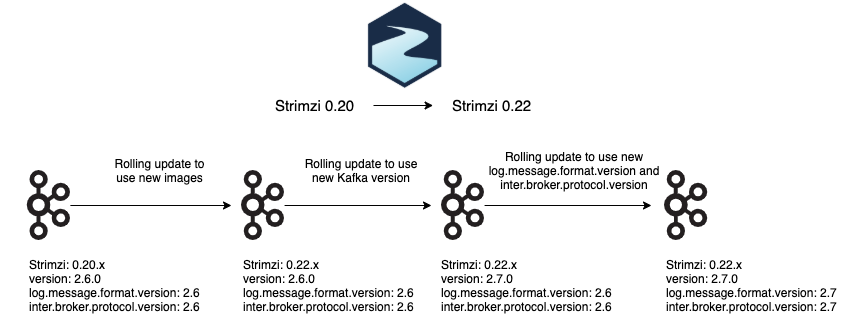 Strimzi 0.20
Strimzi 0.22
Rolling update to
use new images
Rolling update to use
new Kafka version
Rolling update to use new
log.message.format.version and
inter.broker.protocol.version
Strimzi: 0.20.x
version: 2.6.0
log.message.format.version: 2.6
inter.broker.protocol.version: 2.6
Strimzi: 0.22.x
version: 2.6.0
log.message.format.version: 2.6
inter.broker.protocol.version: 2.6
Strimzi: 0.22.x
version: 2.7.0
log.message.format.version: 2.6
inter.broker.protocol.version: 2.6
Strimzi: 0.22.x
version: 2.7.0
log.message.format.version: 2.7
inter.broker.protocol.version: 2.7